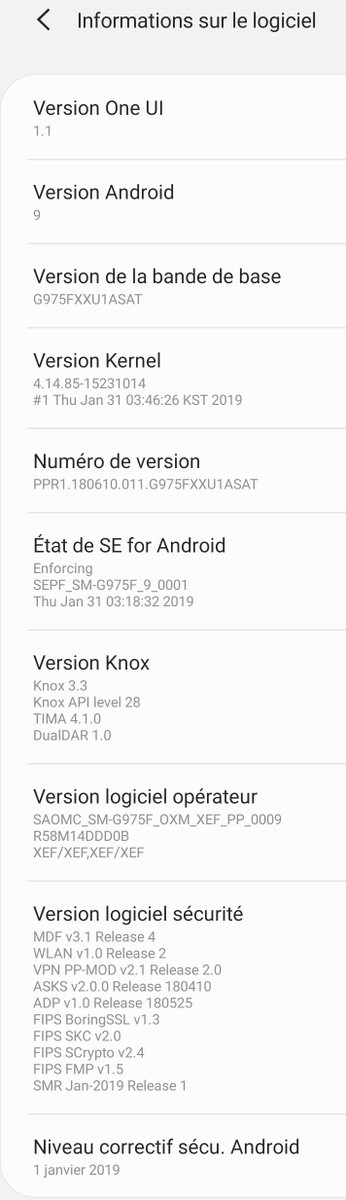 Informations sur le logiciel
Version One UI
1.1
Version Android
9
Version de la bande de base
G975FXXU1ASAT
Version Kernel
4.14.85-15231014
#1 Thu Jan 31 03:46:26 KST 2019
Numéro de version
PPR1.180610.011.G975FXXU1ASAT
État de SE for Android
Enforcing
SEPF_SM-G975F_9_0001
Thu Jan 31 03:18:32 2019
Version Knox
Knox 3.3
Knox API level 28
TIMA 4.1.0
DualDAR 1.0
Version logiciel opérateur
SAOMC_SM-G975F_OXM_XEF_PP_0009
R58M14DDD0B
XEF/XEF,XEF/XEF
Version logiciel sécurité
MDF v3.1 Release 4
WLAN v1.0 Release 2
VPN PP-MOD v2.1 Release 2.0
ASKS v2.0.0 Release 180410
ADP v1.0 Release 180525
FIPS BoringSSL v1.3
FIPS SKC v2.0
FIPS SCrypto v2.4
FIPS FMP v1.5
SMR Jan-2019 Release 1
Niveau correctif sécu. Android
1 janvier 2019